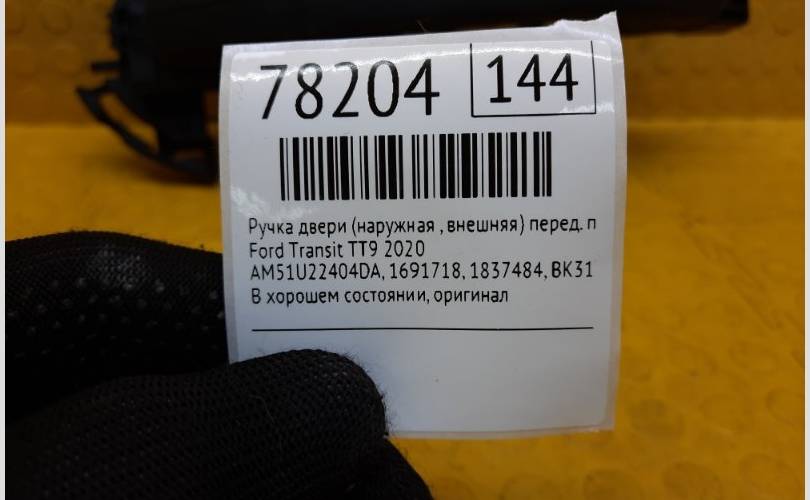 78204 144
Ручка двери (наружная , внешняя) перед. п
Ford Transit TT9 2020
AM51U22404DA, 1691718, 1837484, BK31
В хорошем состоянии, оригинал